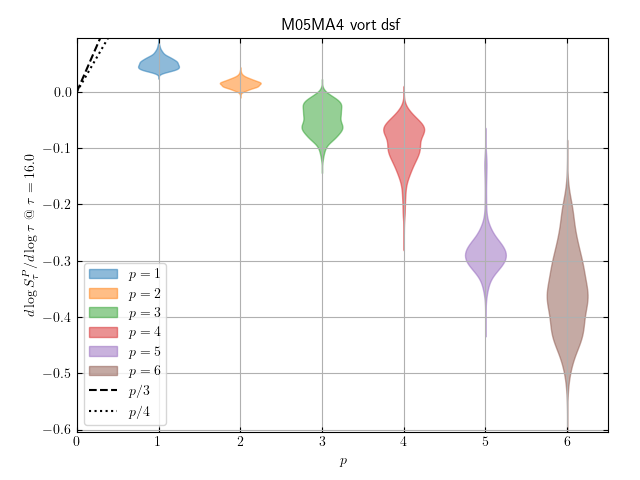 M05MA4 vort dsf
d log S_τ^P / d log τ @ τ = 16.0
0.0
−0.1
−0.2
−0.3
−0.4
−0.5
−0.6
p = 1
p = 2
p = 3
p = 4
p = 5
p = 6
p/3
p/4
0 1 2 3 4 5 6
p